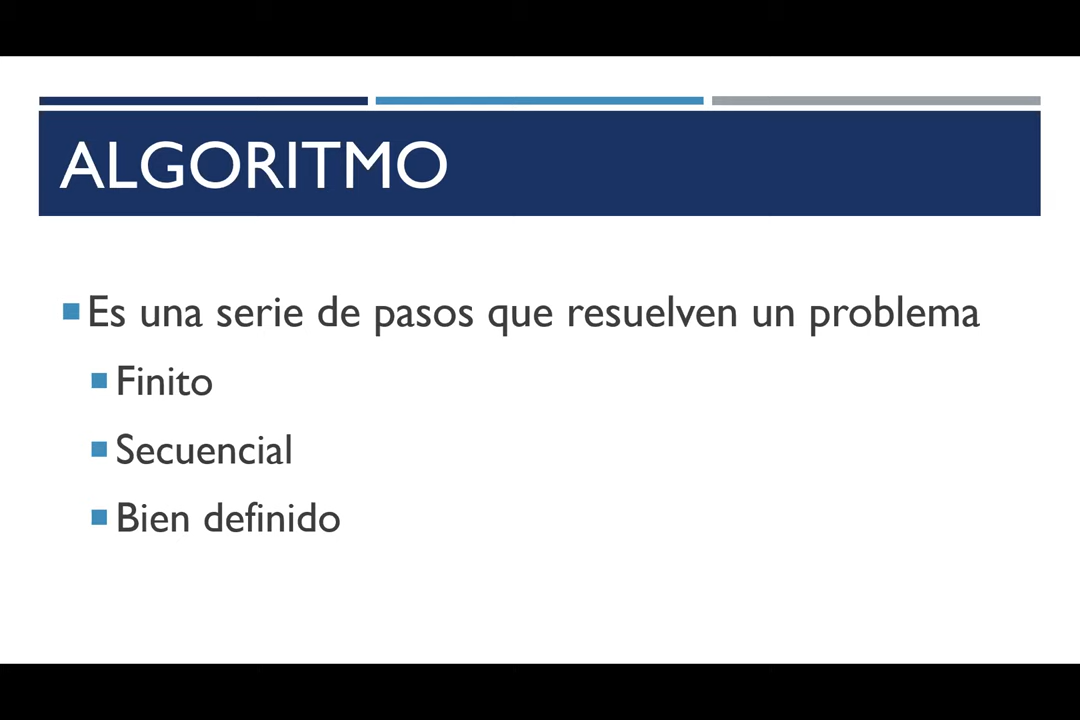 ALGORITMO
Es una serie de pasos que resuelven un problema
Finito
Secuencial
Bien definido